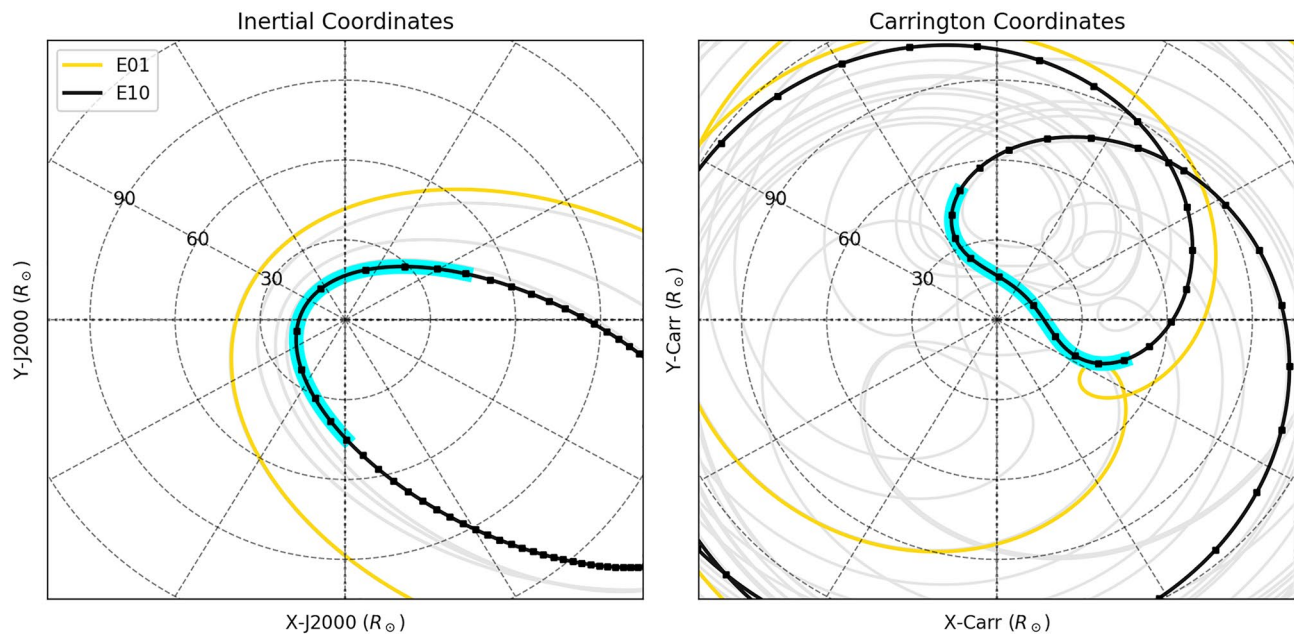 Inertial Coordinates
E01
E10
90
60
30
Y-J2000 (R⊙)
X-J2000 (R⊙)
Carrington Coordinates
90
60
30
Y-Carr (R⊙)
X-Carr (R⊙)